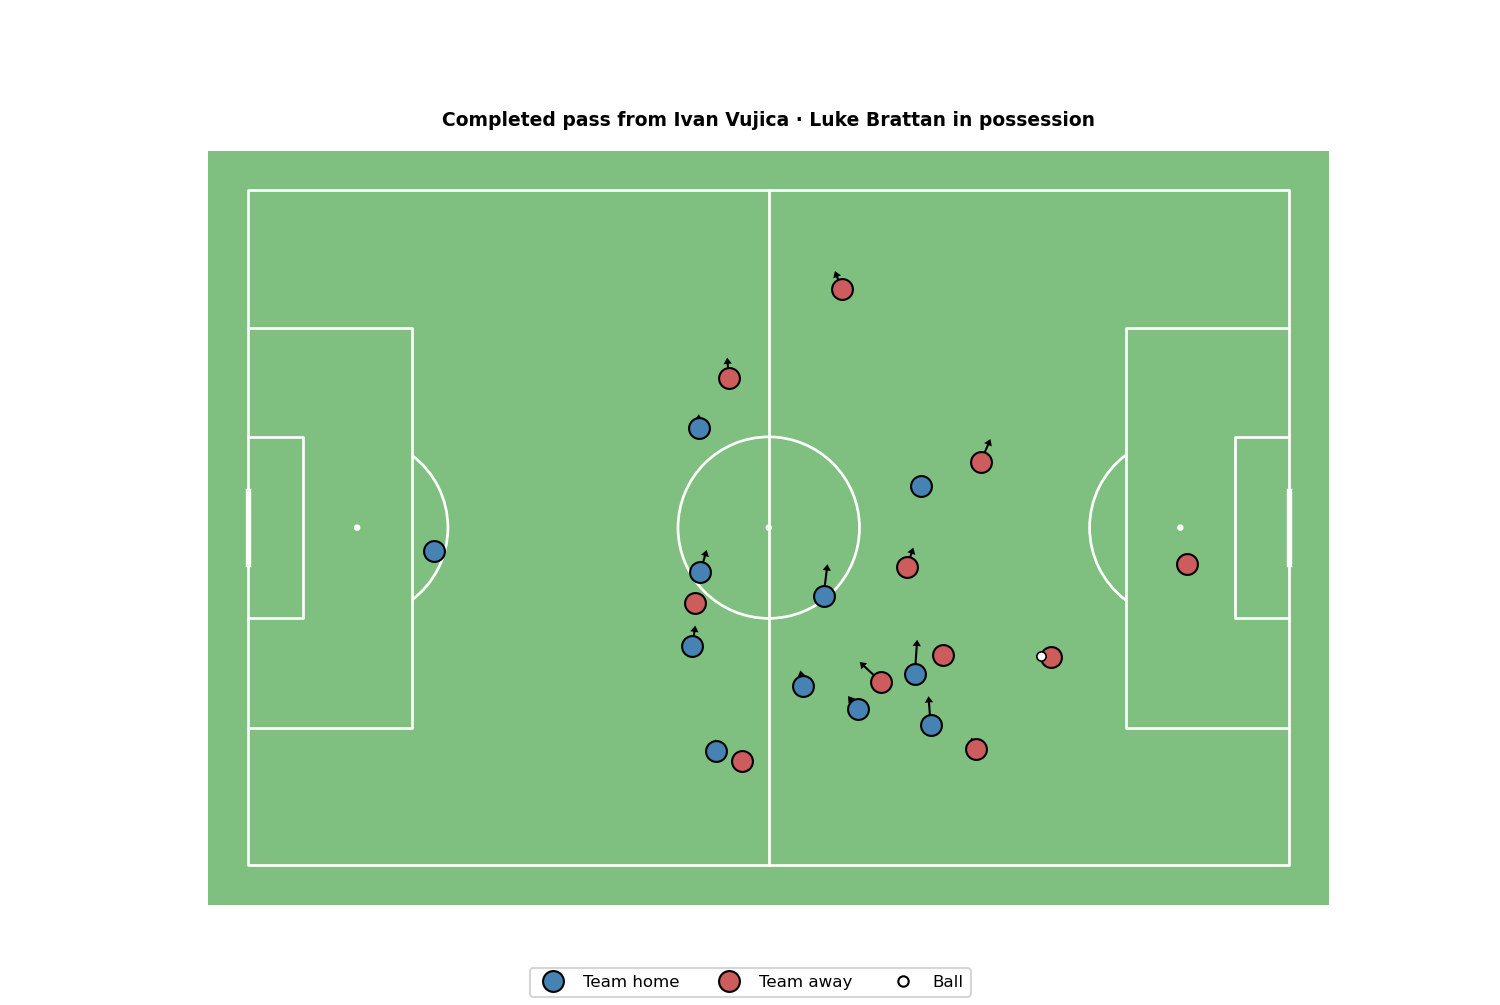 Completed pass from Ivan Vujica · Luke Brattan in possession
Team home Team away Ball